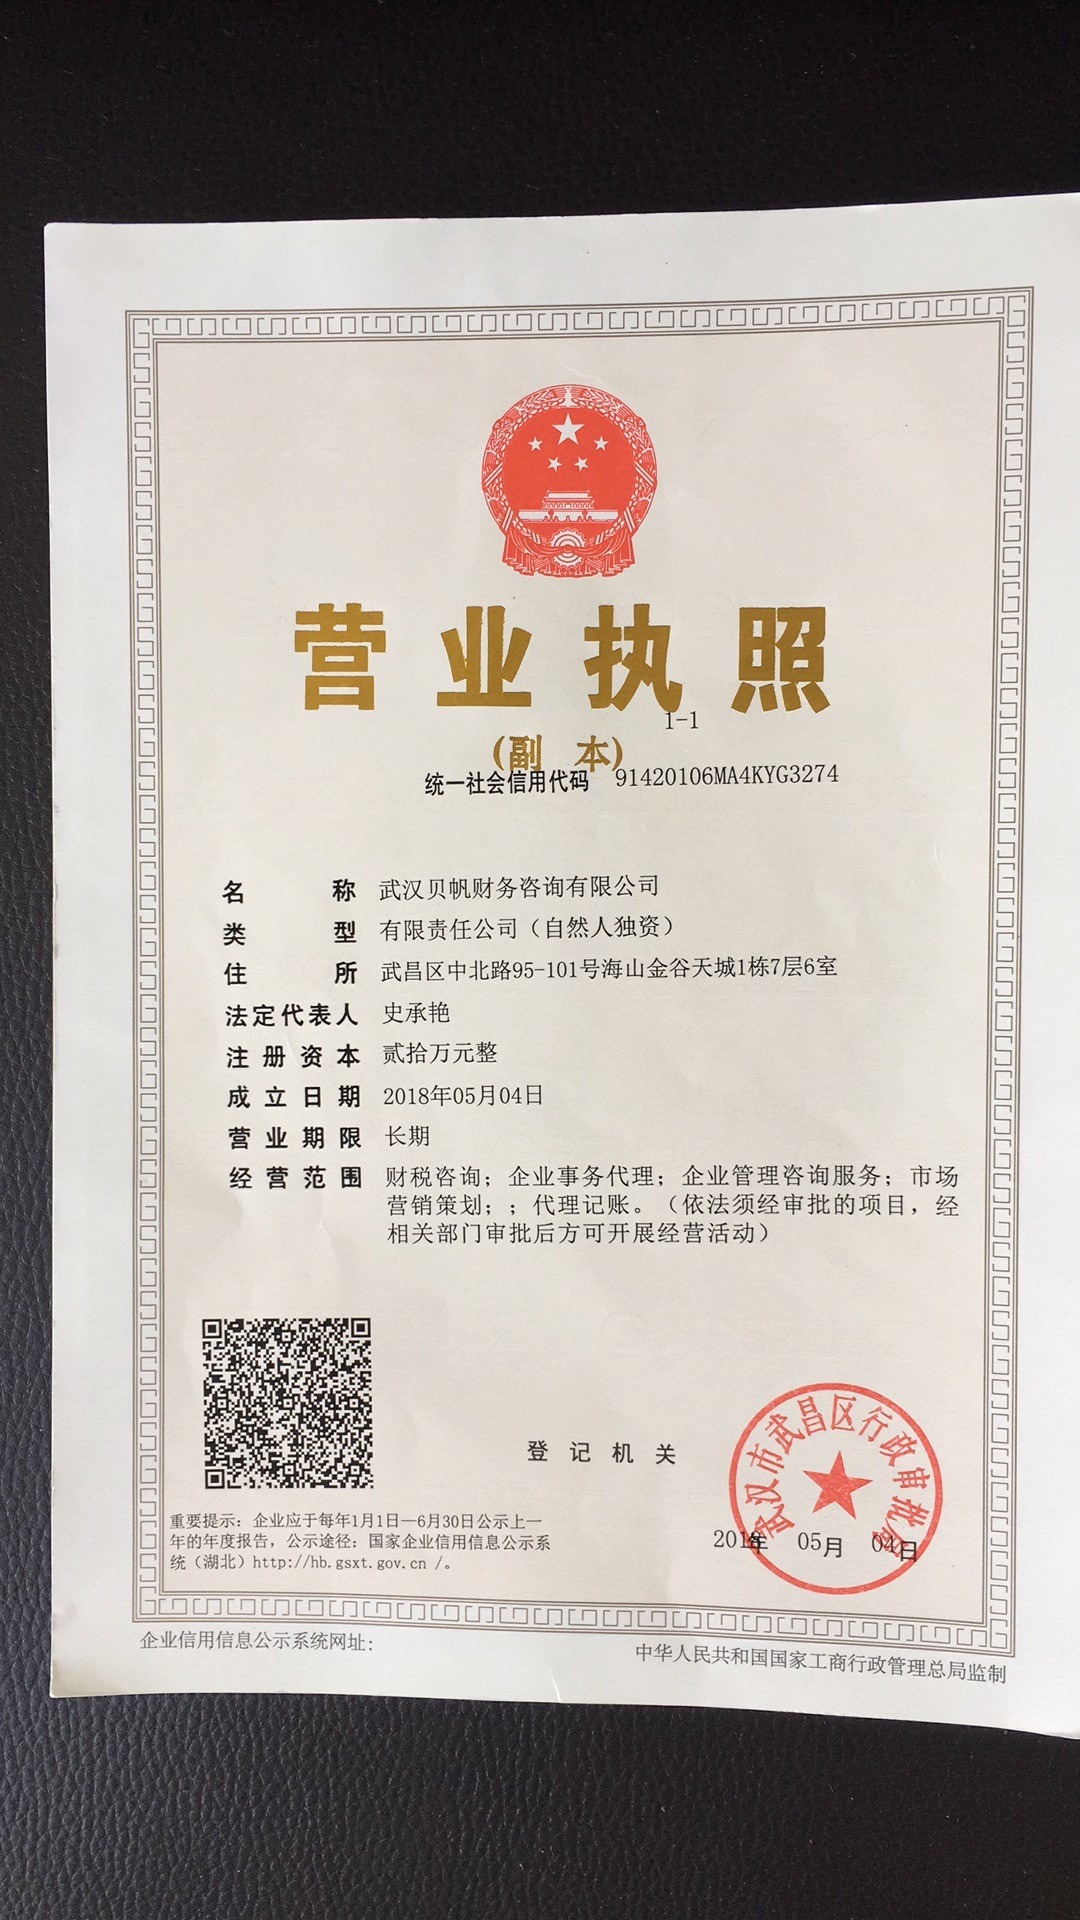 营业执照
1-1
(副 本)
统一社会信用代码 91420106MA4KYG3274
名称 武汉贝帆财务咨询有限公司
类型 有限责任公司（自然人独资）
住所 武昌区中北路95-101号海山金谷天城1栋7层6室
法定代表人 史承艳
注册资本 贰拾万元整
成立日期 2018年05月04日
营业期限 长期
经营范围 财税咨询；企业事务代理；企业管理咨询服务；市场
营销策划；；代理记账。（依法须经审批的项目，经
相关部门审批后方可开展经营活动）
登记机关
武汉市武昌区行政审批局
2018年 05月 04日
重要提示：企业应于每年1月1日—6月30日公示上一
年的年度报告，公示途径：国家企业信用信息公示系
统（湖北）http://hb.gsxt.gov.cn /。
企业信用信息公示系统网址：
中华人民共和国国家工商行政管理总局监制